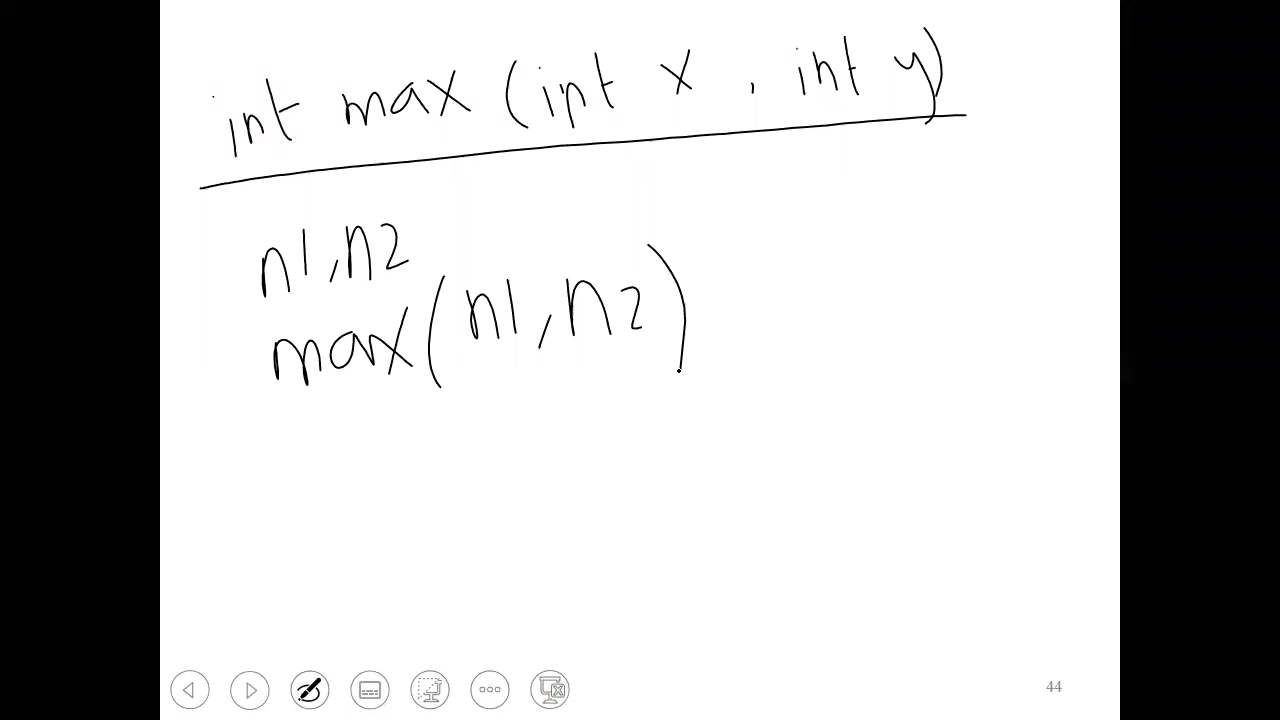 int max (int x , int y)
n1,n2
max(n1,n2)
44